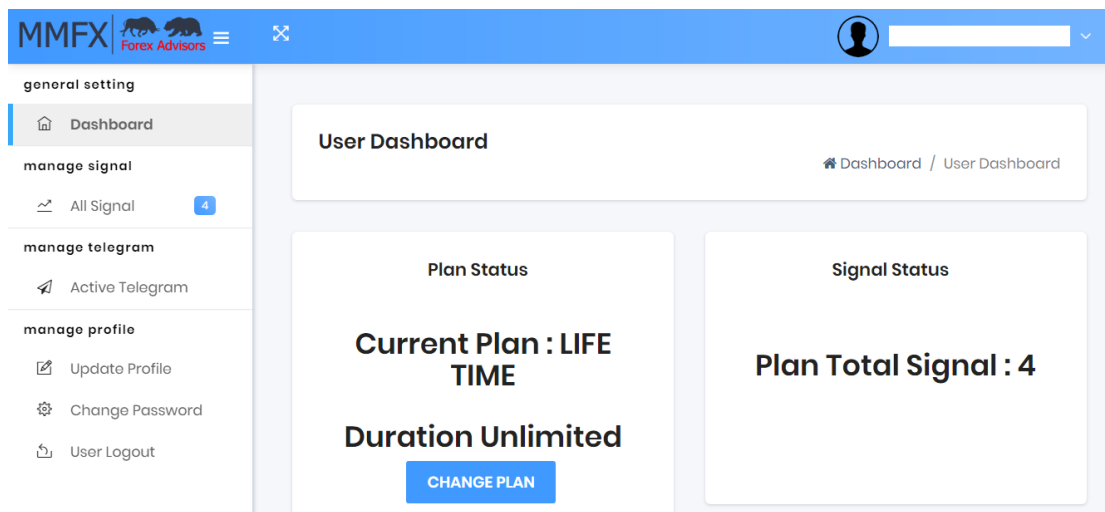 MMFX
Forex Advisors
general setting
Dashboard
manage signal
All Signal 4
manage telegram
Active Telegram
manage profile
Update Profile
Change Password
User Logout
User Dashboard
Dashboard / User Dashboard
Plan Status
Current Plan : LIFE
TIME
Duration Unlimited
CHANGE PLAN
Signal Status
Plan Total Signal : 4